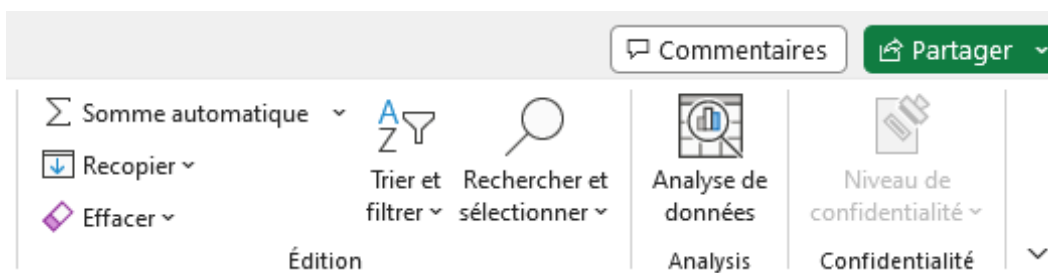 Commentaires
Partager
Somme automatique
Recopier
Effacer
Trier et
filtrer
Rechercher et
sélectionner
Analyse de
données
Niveau de
confidentialité
Édition
Analysis
Confidentialité